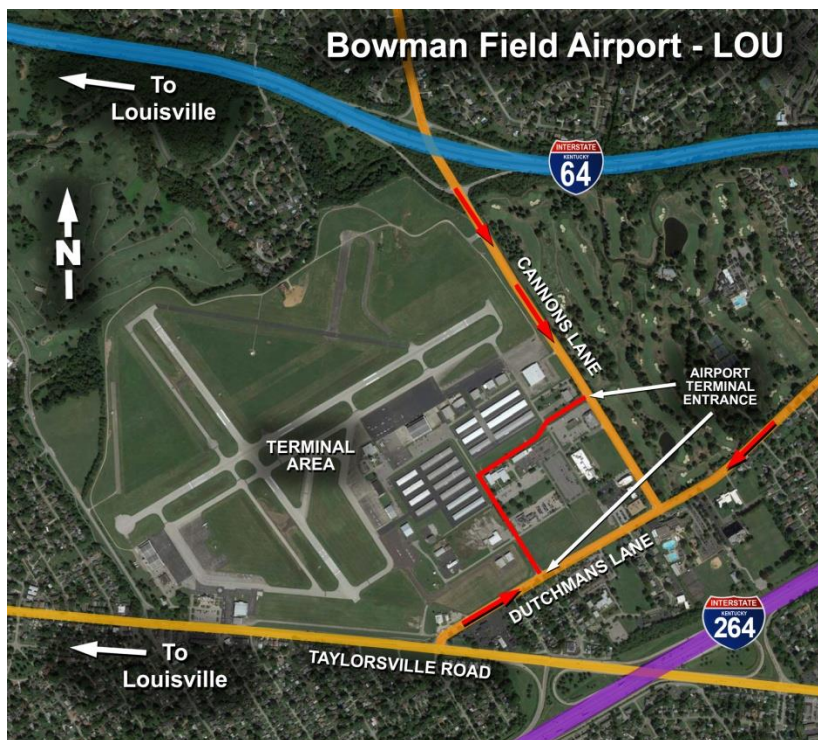 Bowman Field Airport - LOU
To
Louisville
INTERSTATE
KENTUCKY
64
N
CANNONS LANE
AIRPORT
TERMINAL
ENTRANCE
TERMINAL
AREA
DUTCHMANS LANE
INTERSTATE
KENTUCKY
264
To
Louisville
TAYLORSVILLE ROAD